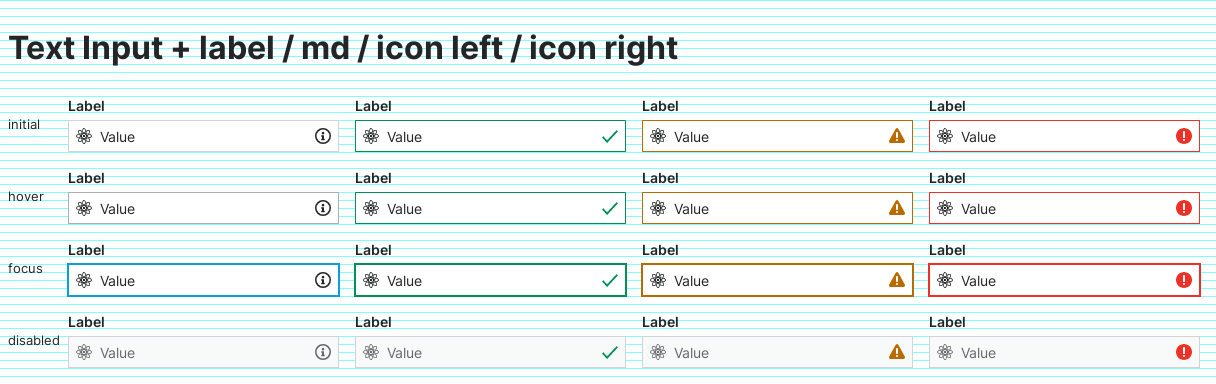 Text Input + label / md / icon left / icon right
Label Label Label Label
initial Value Value Value Value
Label Label Label Label
hover Value Value Value Value
Label Label Label Label
focus Value Value Value Value
Label Label Label Label
disabled Value Value Value Value